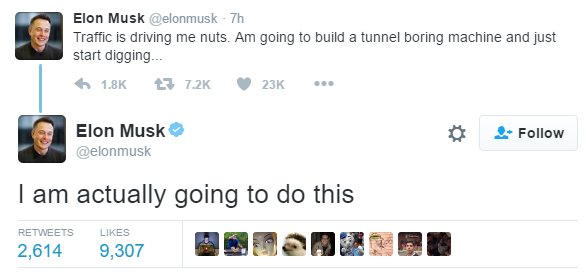 Elon Musk @elonmusk · 7h
Traffic is driving me nuts. Am going to build a tunnel boring machine and just
start digging...
1.8K 7.2K 23K •••
Elon Musk
@elonmusk
Follow
I am actually going to do this
RETWEETS LIKES
2,614 9,307